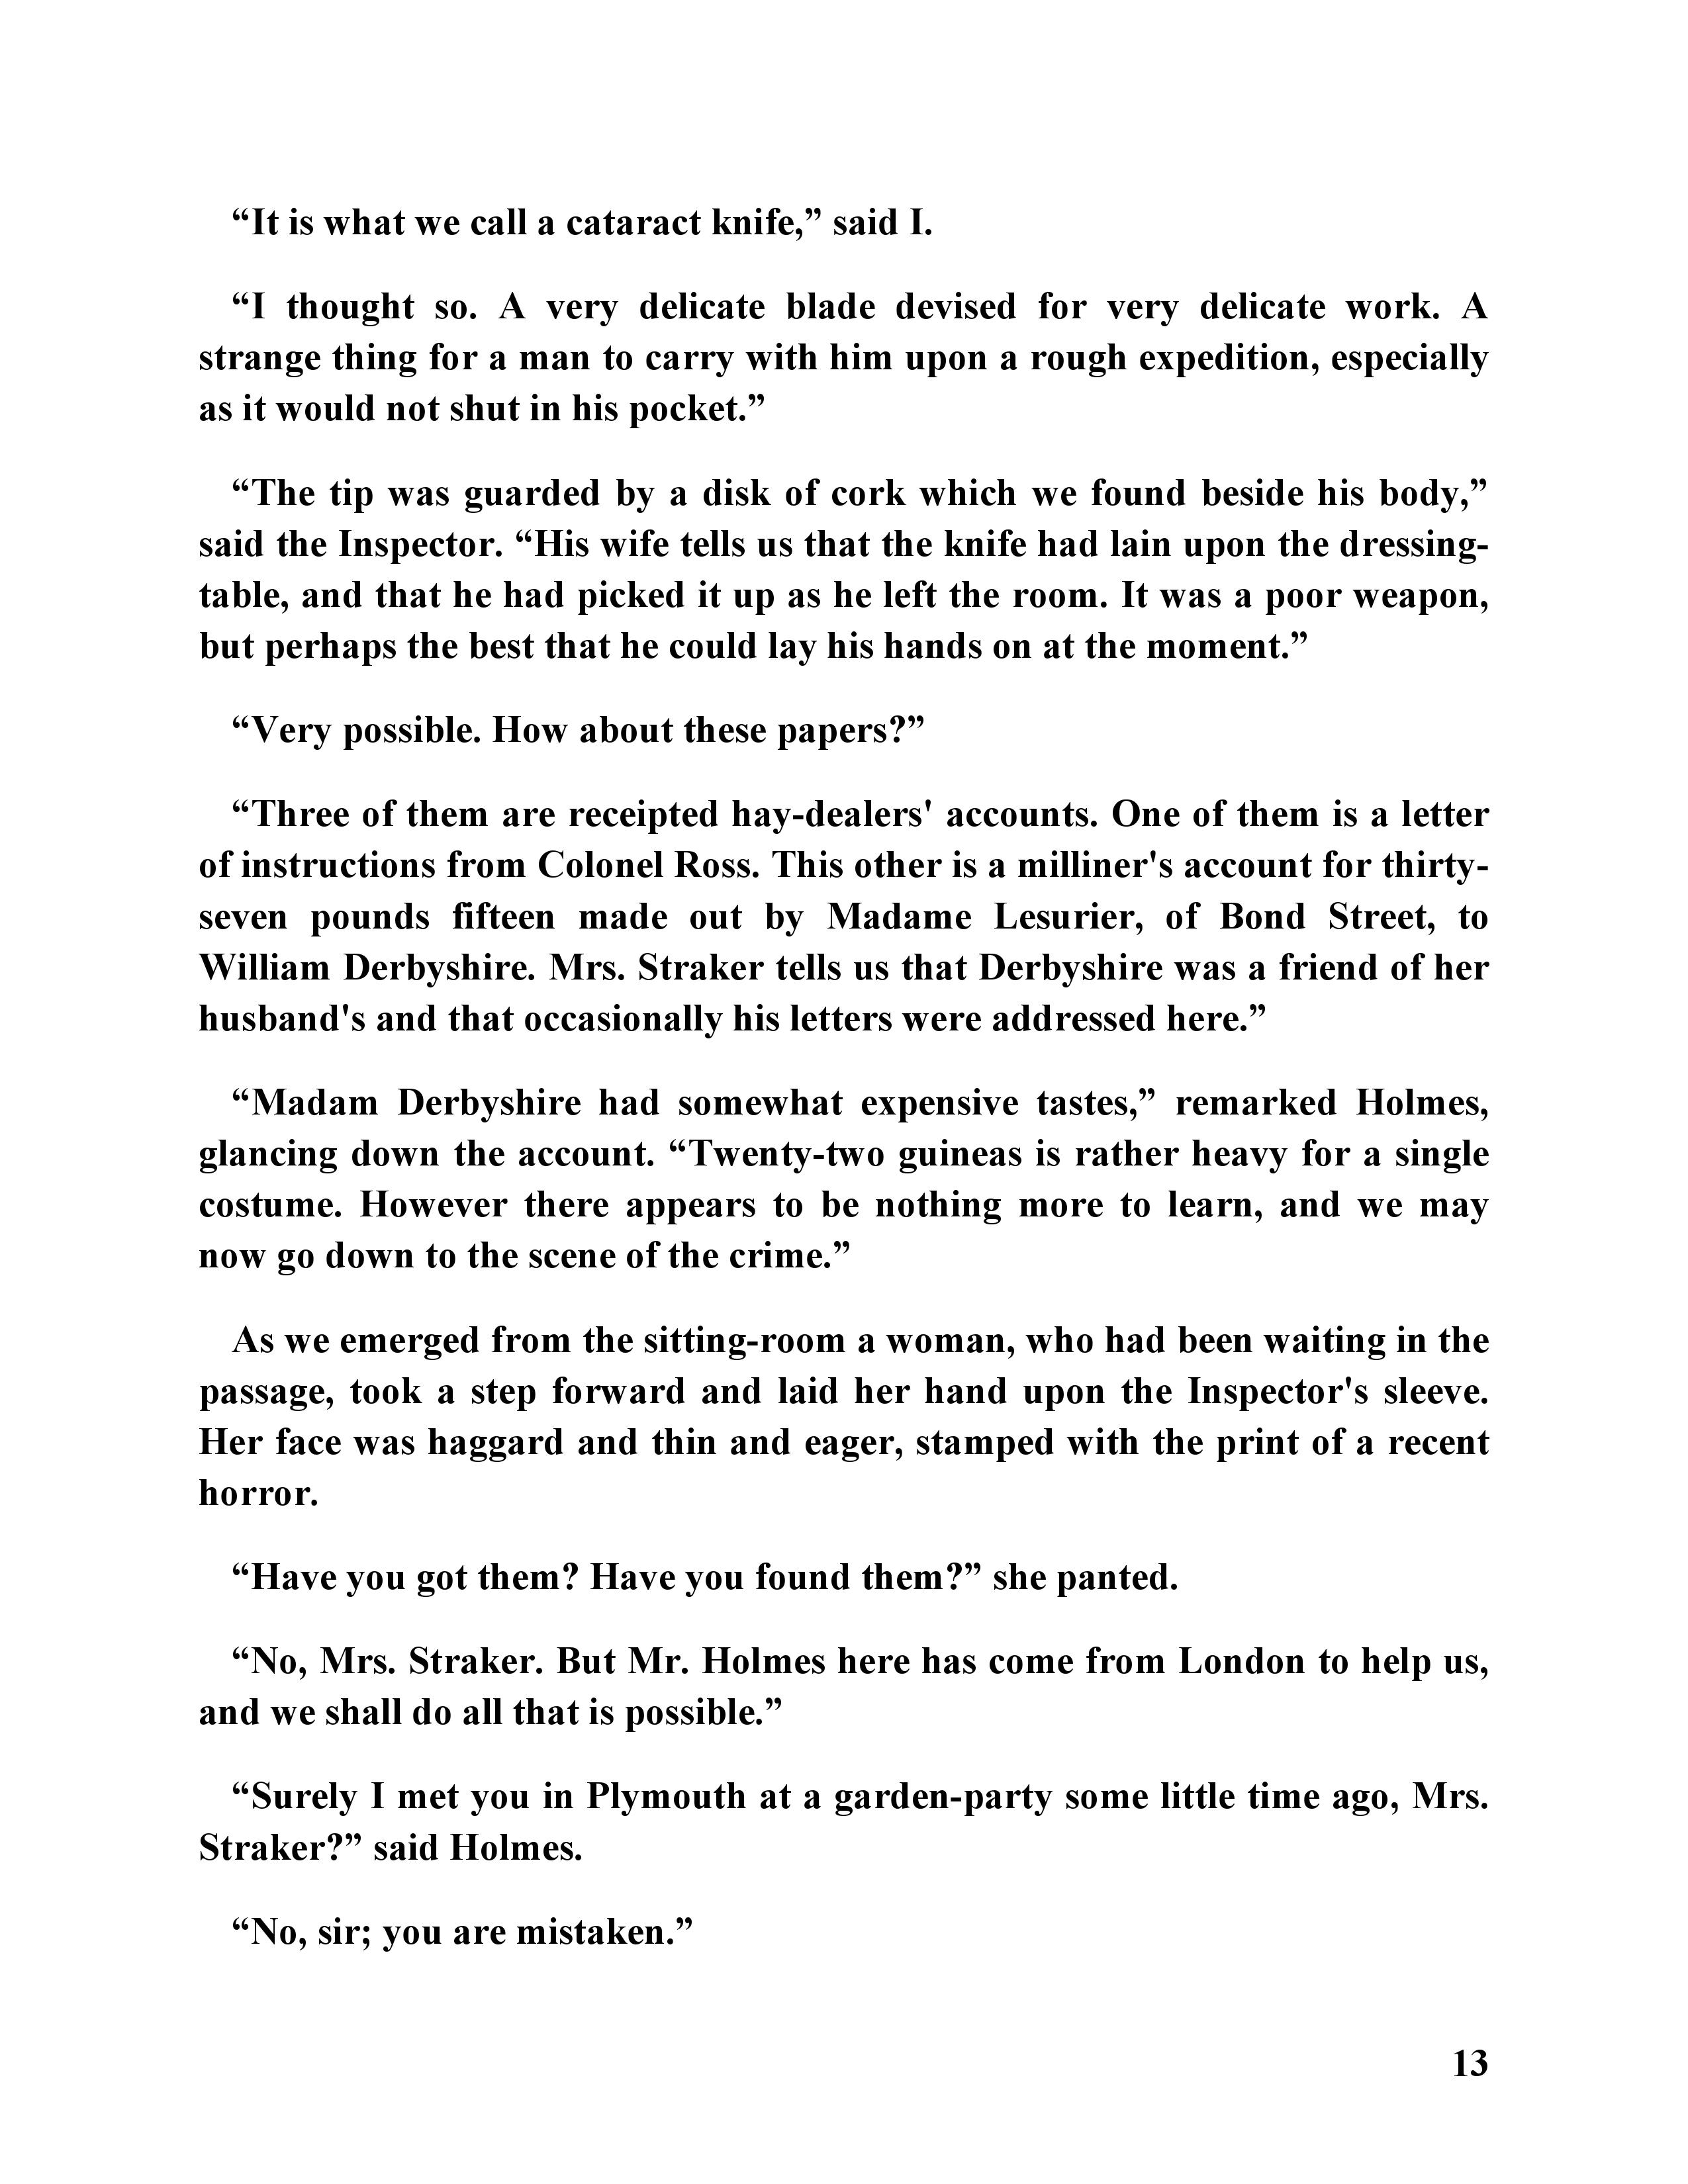 “It is what we call a cataract knife,” said I.
“I thought so. A very delicate blade devised for very delicate work. A
strange thing for a man to carry with him upon a rough expedition, especially
as it would not shut in his pocket.”
“The tip was guarded by a disk of cork which we found beside his body,”
said the Inspector. “His wife tells us that the knife had lain upon the dressing-
table, and that he had picked it up as he left the room. It was a poor weapon,
but perhaps the best that he could lay his hands on at the moment.”
“Very possible. How about these papers?”
“Three of them are receipted hay-dealers' accounts. One of them is a letter
of instructions from Colonel Ross. This other is a milliner's account for thirty-
seven pounds fifteen made out by Madame Lesurier, of Bond Street, to
William Derbyshire. Mrs. Straker tells us that Derbyshire was a friend of her
husband's and that occasionally his letters were addressed here.”
“Madam Derbyshire had somewhat expensive tastes,” remarked Holmes,
glancing down the account. “Twenty-two guineas is rather heavy for a single
costume. However there appears to be nothing more to learn, and we may
now go down to the scene of the crime.”
As we emerged from the sitting-room a woman, who had been waiting in the
passage, took a step forward and laid her hand upon the Inspector's sleeve.
Her face was haggard and thin and eager, stamped with the print of a recent
horror.
“Have you got them? Have you found them?” she panted.
“No, Mrs. Straker. But Mr. Holmes here has come from London to help us,
and we shall do all that is possible.”
“Surely I met you in Plymouth at a garden-party some little time ago, Mrs.
Straker?” said Holmes.
“No, sir; you are mistaken.”
13